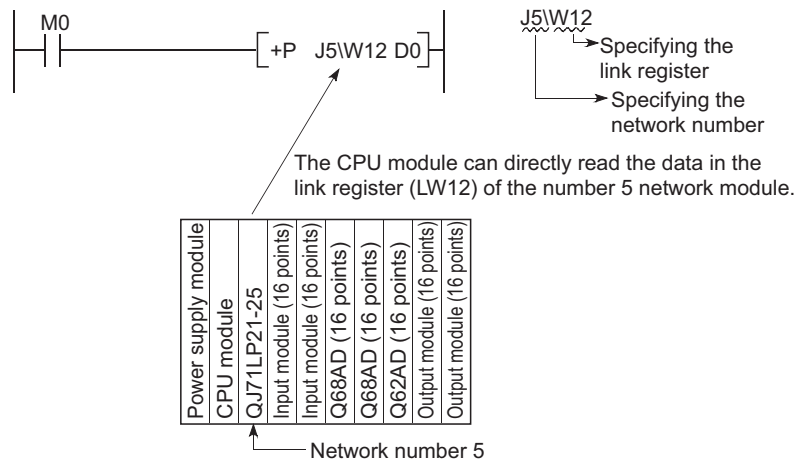 M0
+P J5\W12 D0
J5\W12
Specifying the
link register
Specifying the
network number
The CPU module can directly read the data in the
link register (LW12) of the number 5 network module.
Power supply module
CPU module
QJ71LP21-25
Input module (16 points)
Input module (16 points)
Q68AD (16 points)
Q68AD (16 points)
Q62AD (16 points)
Output module (16 points)
Output module (16 points)
Network number 5